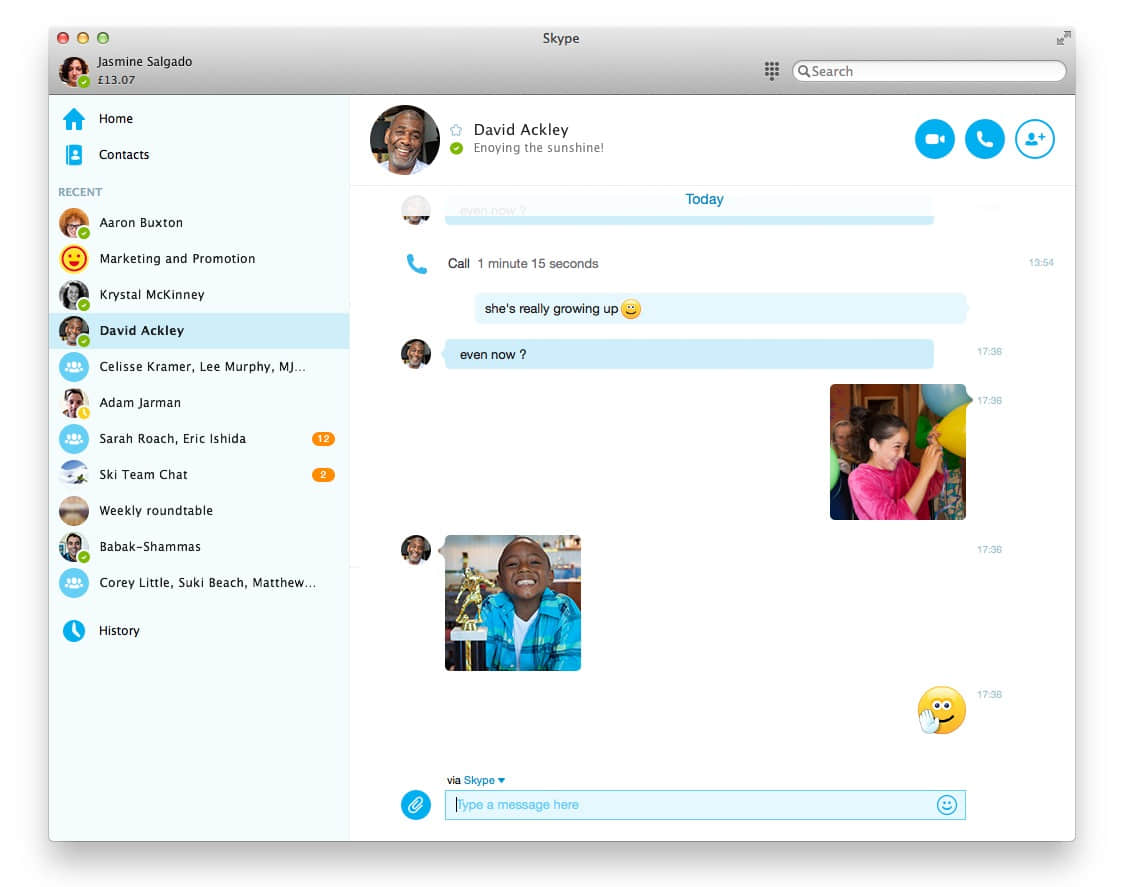 Skype
Jasmine Salgado
£13.07
Search
Home
Contacts
RECENT
Aaron Buxton
Marketing and Promotion
Krystal McKinney
David Ackley
Celisse Kramer, Lee Murphy, MJ...
Adam Jarman
Sarah Roach, Eric Ishida 12
Ski Team Chat 2
Weekly roundtable
Babak-Shammas
Corey Little, Suki Beach, Matthew...
History
David Ackley
Enoying the sunshine!
Today
even now ?
Call 1 minute 15 seconds 13:54
she's really growing up
even now ? 17:36
17:36
17:36
17:36
via Skype
Type a message here